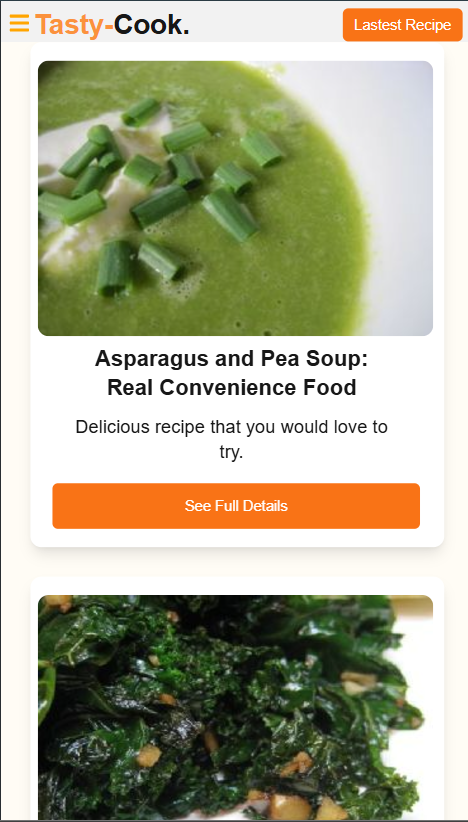 Tasty-Cook.
Lastest Recipe
Asparagus and Pea Soup:
Real Convenience Food
Delicious recipe that you would love to
try.
See Full Details